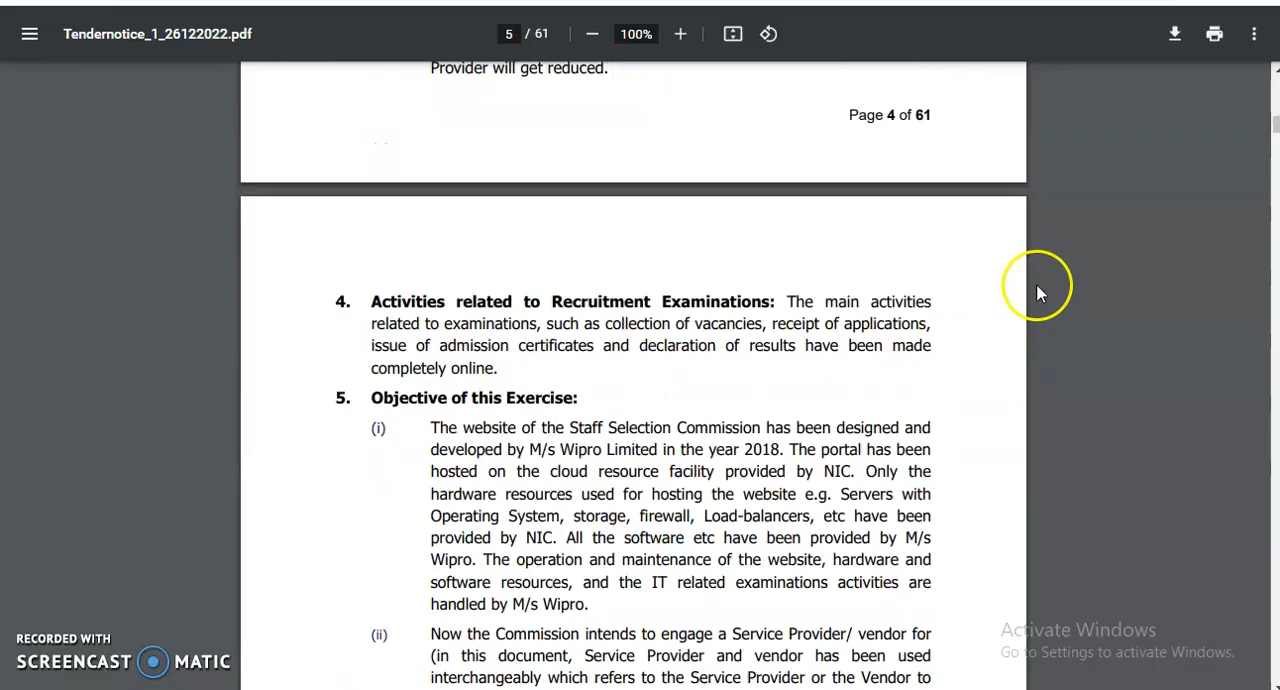 Tendernotice_1_26122022.pdf
5 / 61
100%
Provider will get reduced.
Page 4 of 61
4. Activities related to Recruitment Examinations: The main activities
related to examinations, such as collection of vacancies, receipt of applications,
issue of admission certificates and declaration of results have been made
completely online.
5. Objective of this Exercise:
(i) The website of the Staff Selection Commission has been designed and
developed by M/s Wipro Limited in the year 2018. The portal has been
hosted on the cloud resource facility provided by NIC. Only the
hardware resources used for hosting the website e.g. Servers with
Operating System, storage, firewall, Load-balancers, etc have been
provided by NIC. All the software etc have been provided by M/s
Wipro. The operation and maintenance of the website, hardware and
software resources, and the IT related examinations activities are
handled by M/s Wipro.
(ii) Now the Commission intends to engage a Service Provider/ vendor for
(in this document, Service Provider and vendor has been used
interchangeably which refers to the Service Provider or the Vendor to
Activate Windows
Go to Settings to activate Windows.
RECORDED WITH
SCREENCAST MATIC